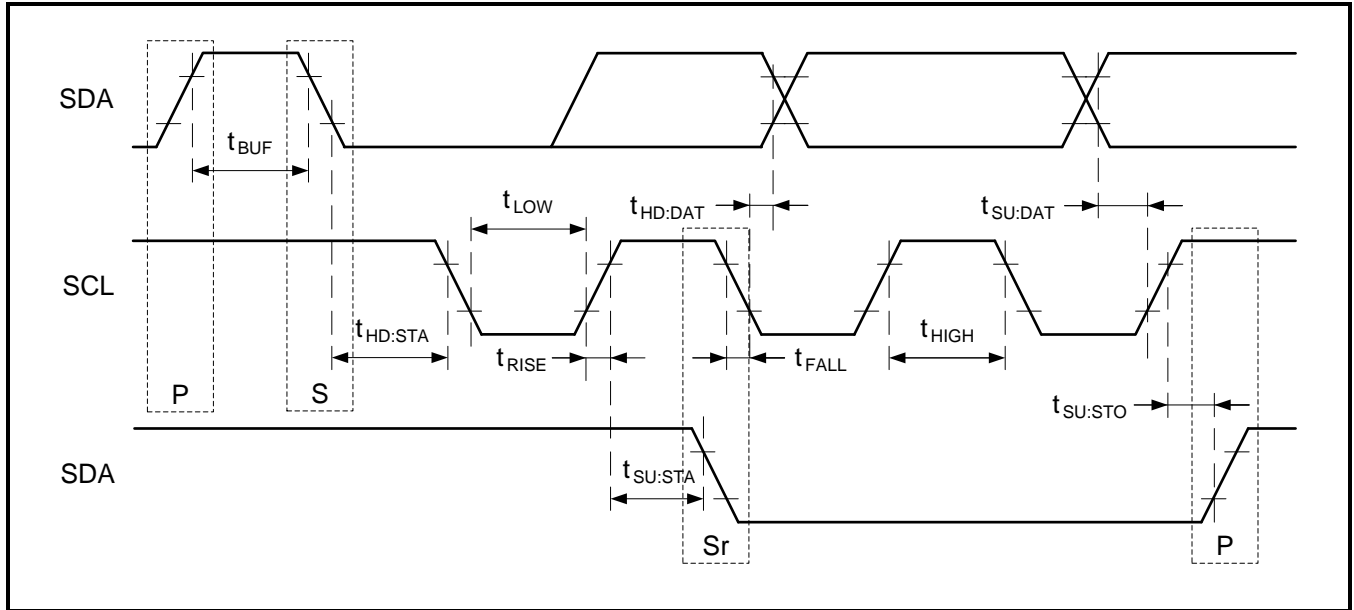 SDA
tBUF
tLOW
tHD:DAT
tSU:DAT
SCL
tHD:STA
tRISE
tFALL
tHIGH
P
S
tSU:STO
SDA
tSU:STA
Sr
P